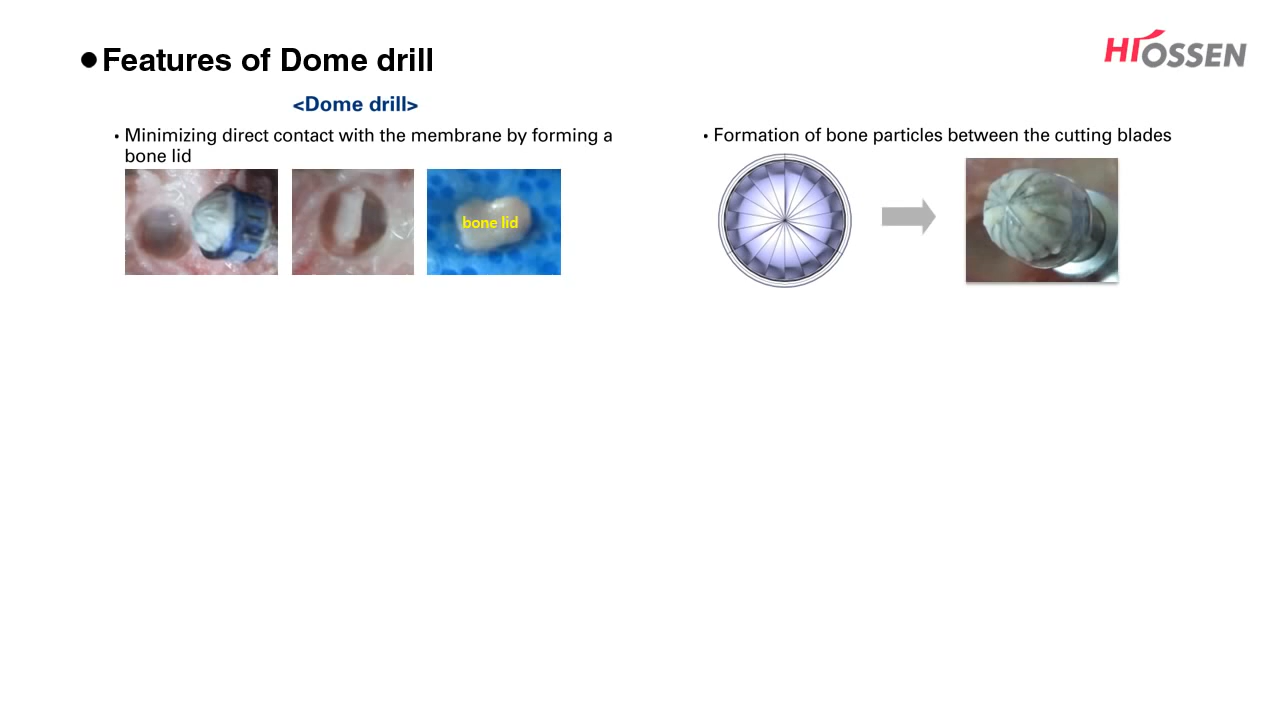 ●Features of Dome drill
HIOSSEN
<Dome drill>
• Minimizing direct contact with the membrane by forming a
bone lid
bone lid
• Formation of bone particles between the cutting blades